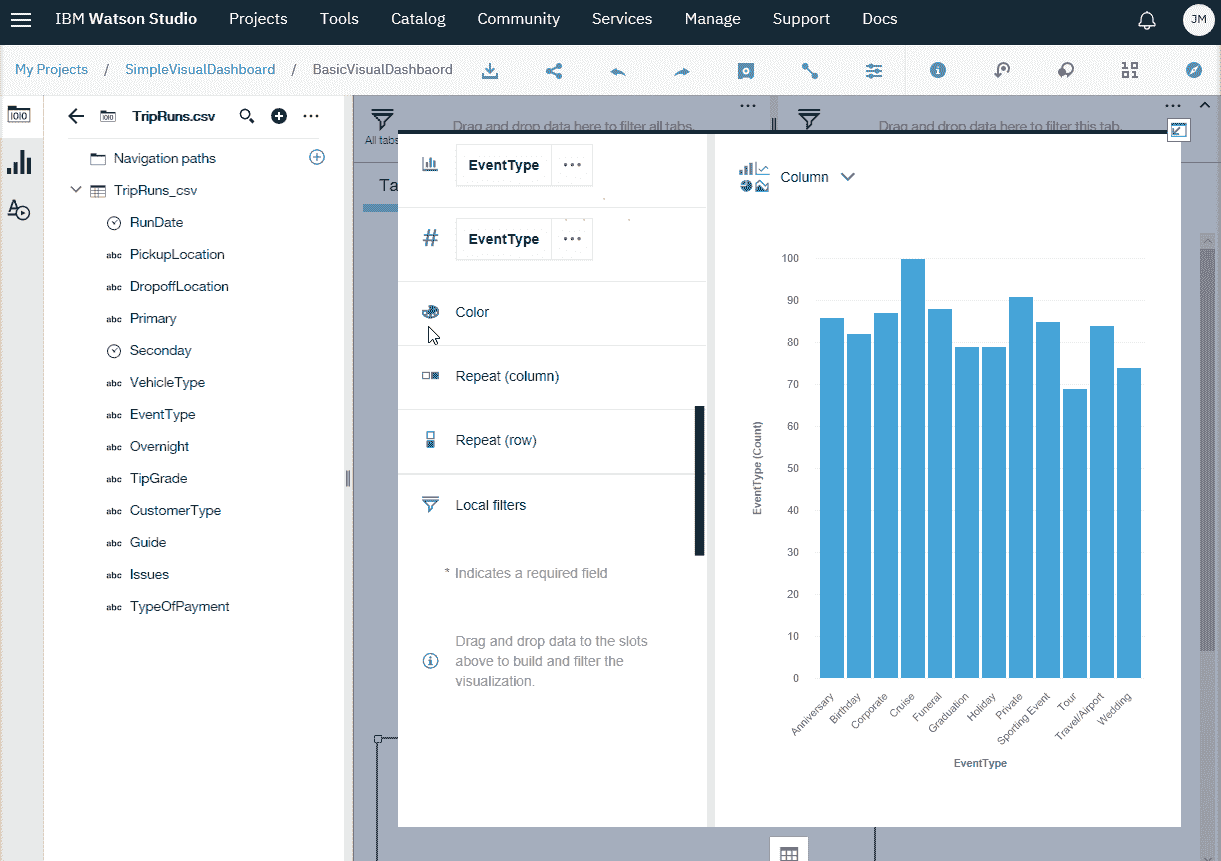 IBM Watson Studio Projects Tools Catalog Community Services Manage Support Docs JM
My Projects / SimpleVisualDashboard / BasicVisualDashbaord
TripRuns.csv
Navigation paths
TripRuns_csv
RunDate
abc PickupLocation
abc DropoffLocation
abc Primary
Seconday
abc VehicleType
abc EventType
abc Overnight
abc TipGrade
abc CustomerType
abc Guide
abc Issues
abc TypeOfPayment
All tabs
Drag and drop data here to filter all tabs.
Drag and drop data here to filter this tab.
Ta
EventType
# EventType
Color
Repeat (column)
Repeat (row)
Local filters
* Indicates a required field
Drag and drop data to the slots
above to build and filter the
visualization.
Column
EventType (Count)
100
90
80
70
60
50
40
30
20
10
0
Anniversary
Birthday
Corporate
Cruise
Funeral
Graduation
Holiday
Private
Sporting Event
Tour
Travel/Airport
Wedding
EventType